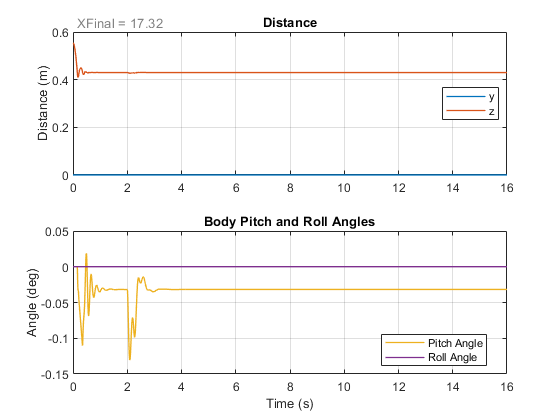 XFinal = 17.32
Distance
Distance (m)
0.6
0.4
0.2
0
y
z
0 2 4 6 8 10 12 14 16
Body Pitch and Roll Angles
Angle (deg)
0.05
0
-0.05
-0.1
-0.15
Pitch Angle
Roll Angle
0 2 4 6 8 10 12 14 16
Time (s)